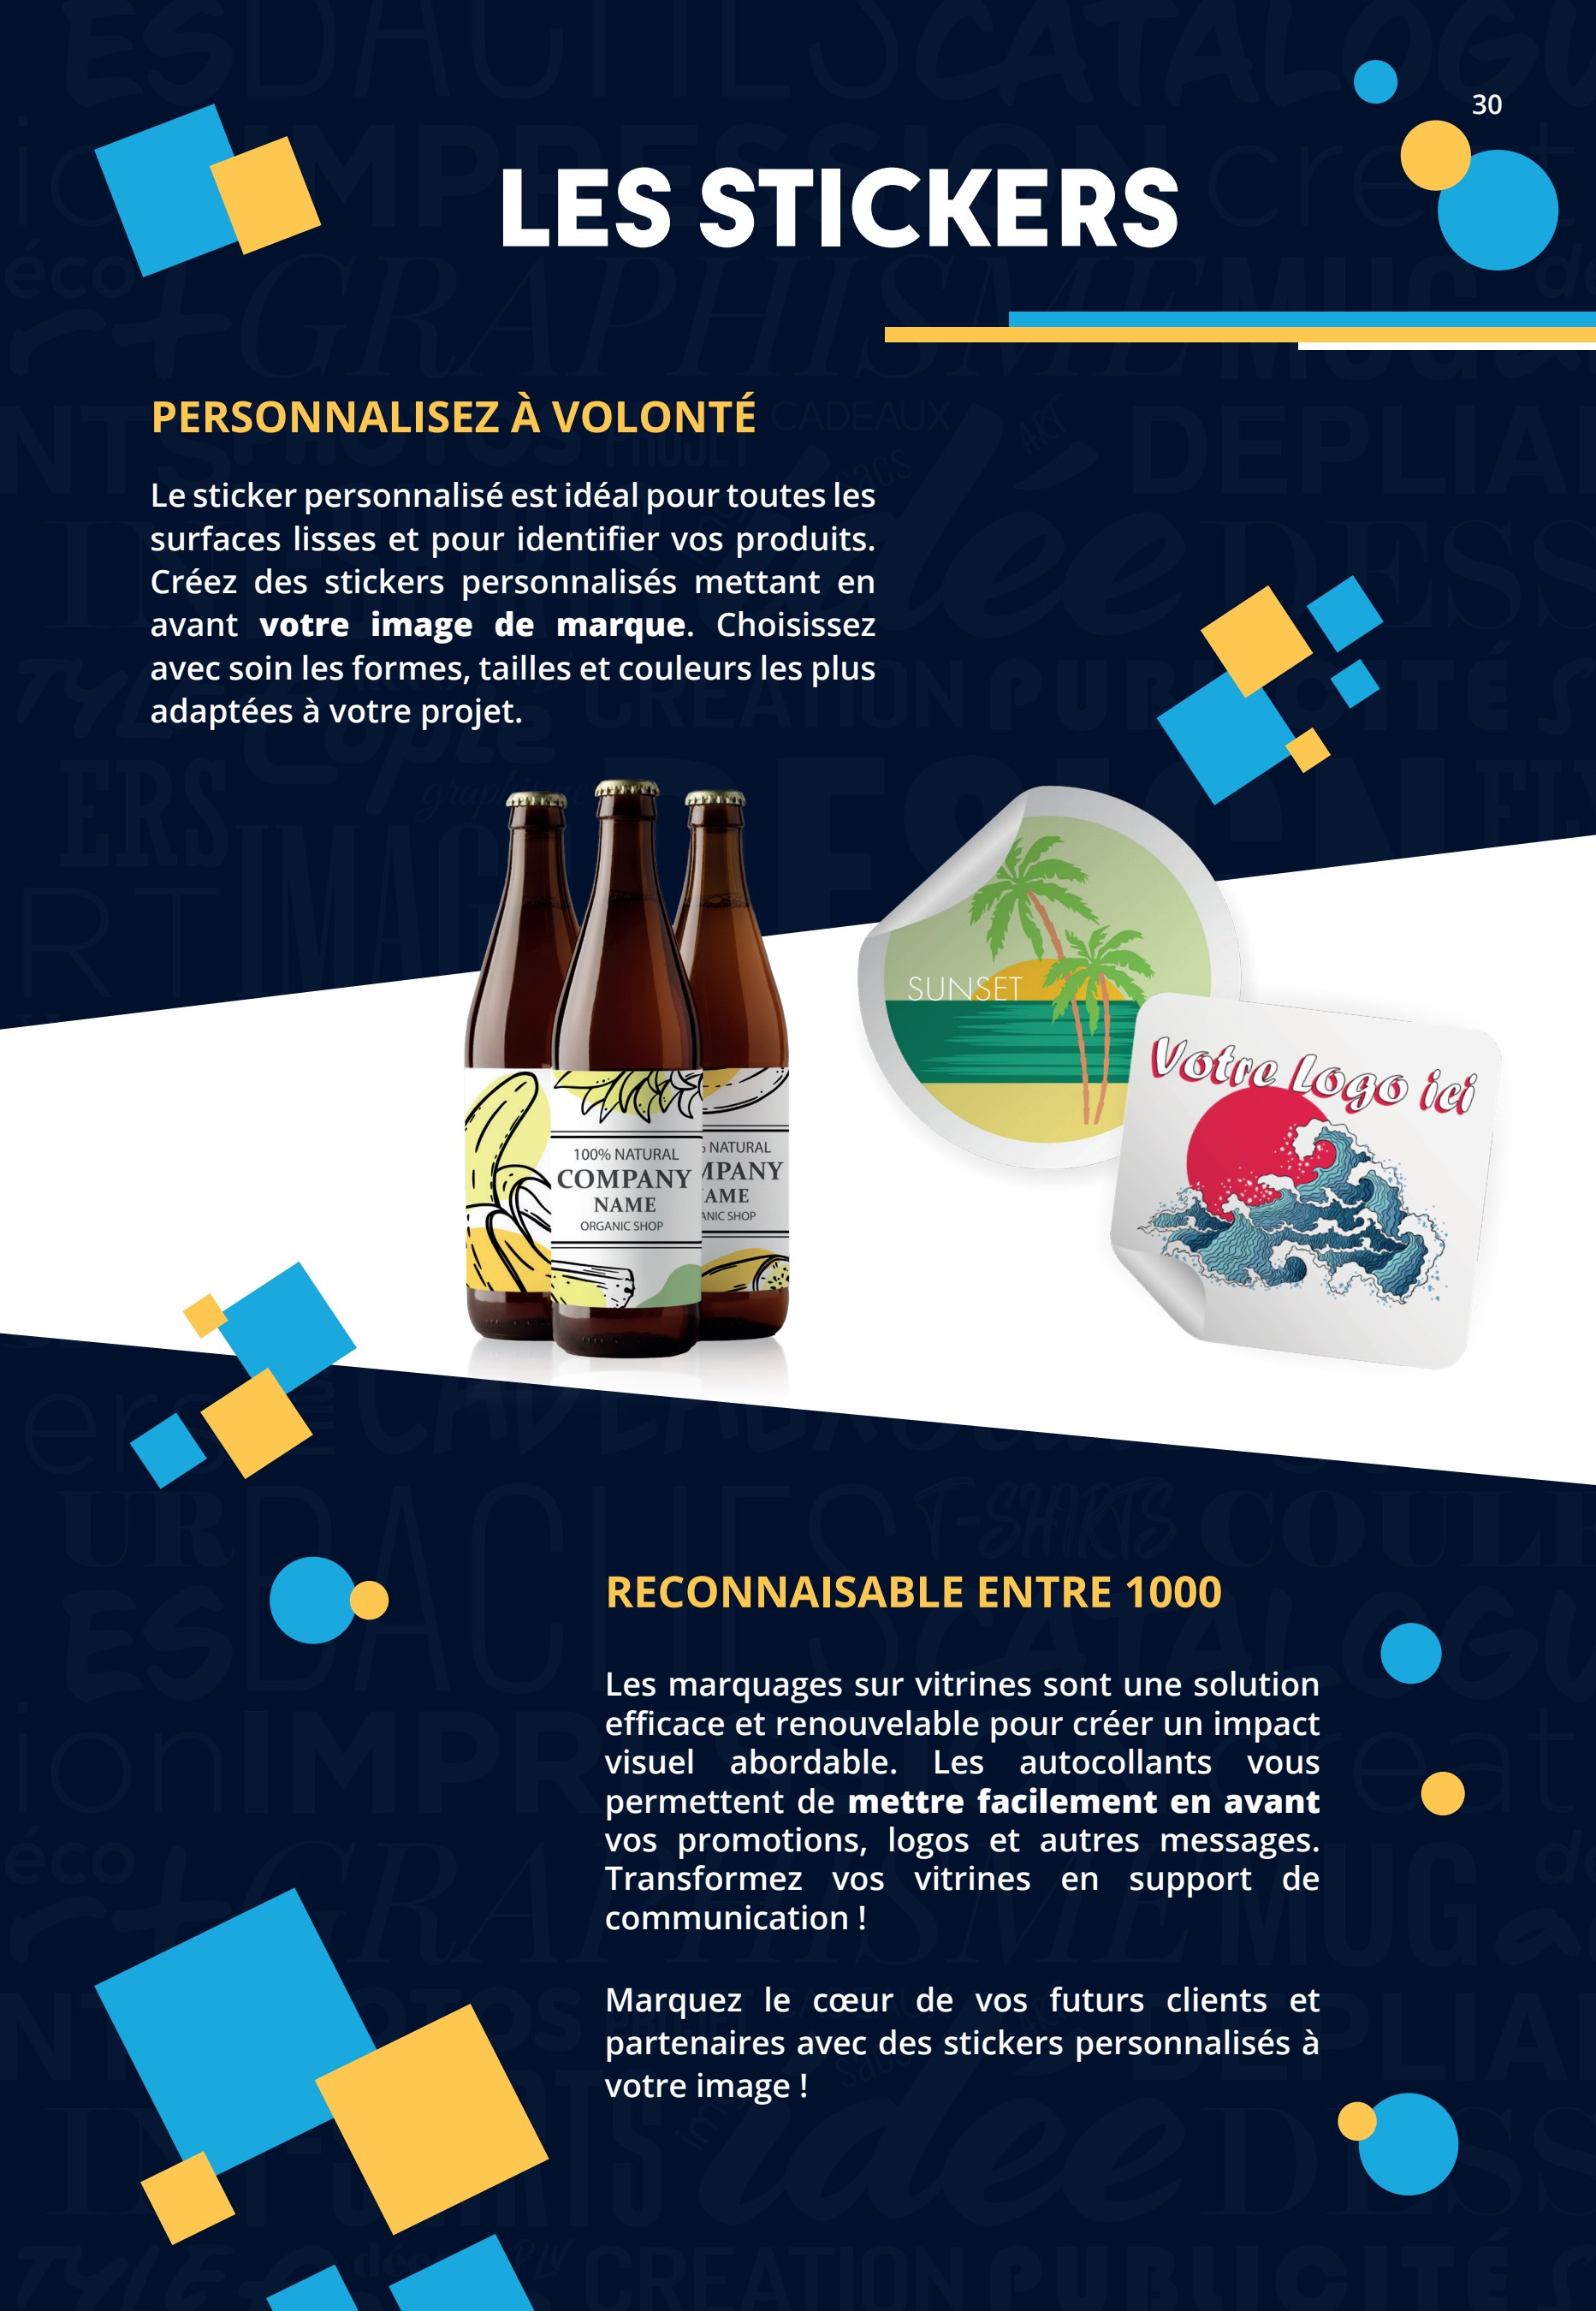 30
LES STICKERS
PERSONNALISEZ À VOLONTÉ
Le sticker personnalisé est idéal pour toutes les
surfaces lisses et pour identifier vos produits.
Créez des stickers personnalisés mettant en
avant votre image de marque. Choisissez
avec soin les formes, tailles et couleurs les plus
adaptées à votre projet.
SUNSET
Votre Logo ici
100% NATURAL
COMPANY
NAME
ORGANIC SHOP
NATURAL
MPANY
AME
ANIC SHOP
RECONNAISABLE ENTRE 1000
Les marquages sur vitrines sont une solution
efficace et renouvelable pour créer un impact
visuel abordable. Les autocollants vous
permettent de mettre facilement en avant
vos promotions, logos et autres messages.
Transformez vos vitrines en support de
communication !
Marquez le cœur de vos futurs clients et
partenaires avec des stickers personnalisés à
votre image !